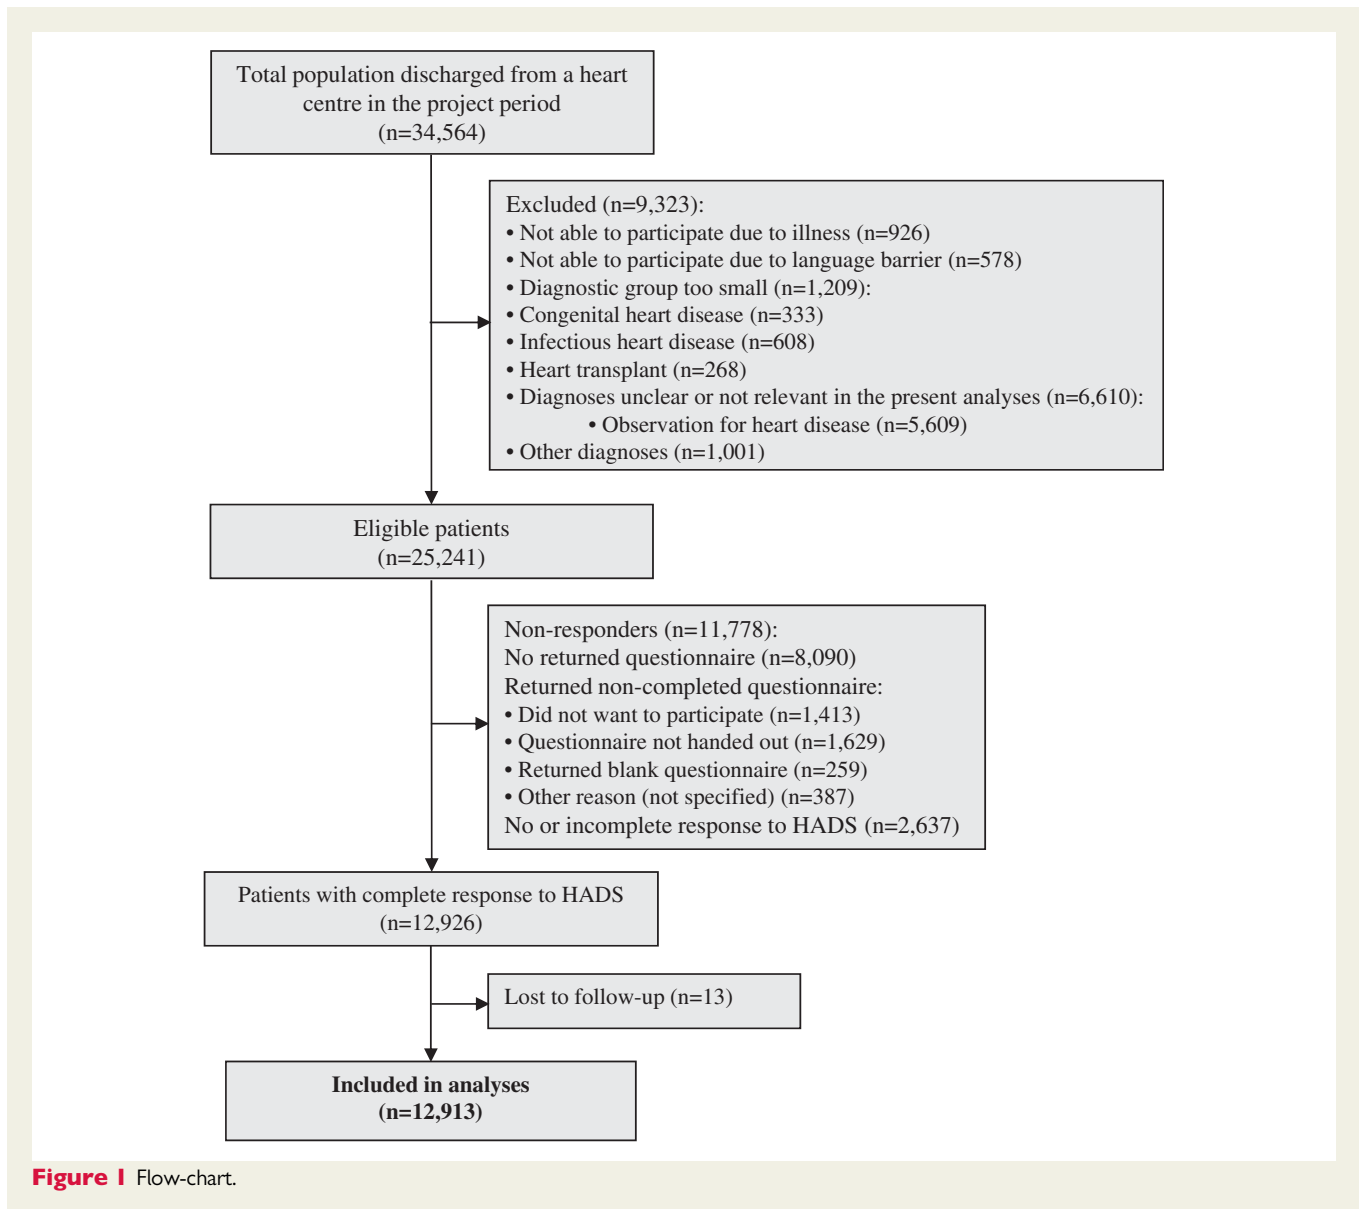 Total population discharged from a heart
centre in the project period
(n=34,564)
Excluded (n=9,323):
• Not able to participate due to illness (n=926)
• Not able to participate due to language barrier (n=578)
• Diagnostic group too small (n=1,209):
• Congenital heart disease (n=333)
• Infectious heart disease (n=608)
• Heart transplant (n=268)
• Diagnoses unclear or not relevant in the present analyses (n=6,610):
• Observation for heart disease (n=5,609)
• Other diagnoses (n=1,001)
Eligible patients
(n=25,241)
Non-responders (n=11,778):
No returned questionnaire (n=8,090)
Returned non-completed questionnaire:
• Did not want to participate (n=1,413)
• Questionnaire not handed out (n=1,629)
• Returned blank questionnaire (n=259)
• Other reason (not specified) (n=387)
No or incomplete response to HADS (n=2,637)
Patients with complete response to HADS
(n=12,926)
Lost to follow-up (n=13)
Included in analyses
(n=12,913)
Figure 1 Flow-chart.